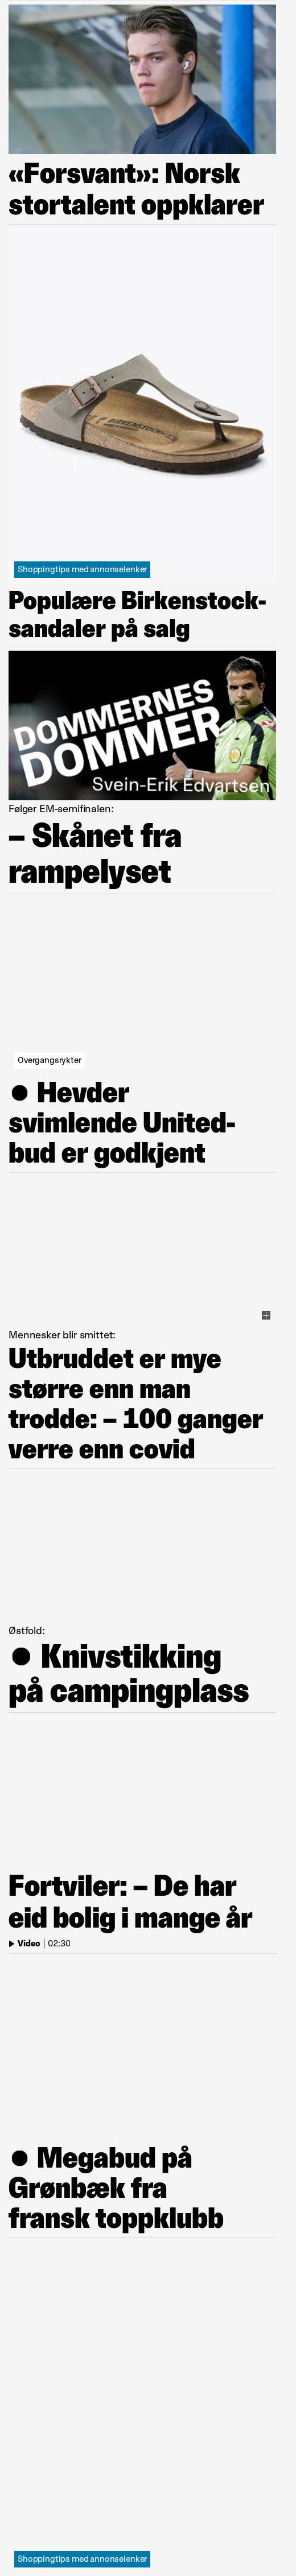 «Forsvant»: Norsk
stortalent oppklarer
BIRKENSTOCK
Shoppingtips med annonselenker
Populære Birkenstock-
sandaler på salg
DOMMERNES
DOMMER
Svein-Erik Edvartsen
Følger EM-semifinalen:
– Skånet fra
rampelyset
Overgangsrykter
● Hevder
svimlende United-
bud er godkjent
Mennesker blir smittet:
Utbruddet er mye
større enn man
trodde: – 100 ganger
verre enn covid
Østfold:
● Knivstikking
på campingplass
Fortviler: – De har
eid bolig i mange år
Video | 02:30
● Megabud på
Grønbæk fra
fransk toppklubb
Shoppingtips med annonselenker